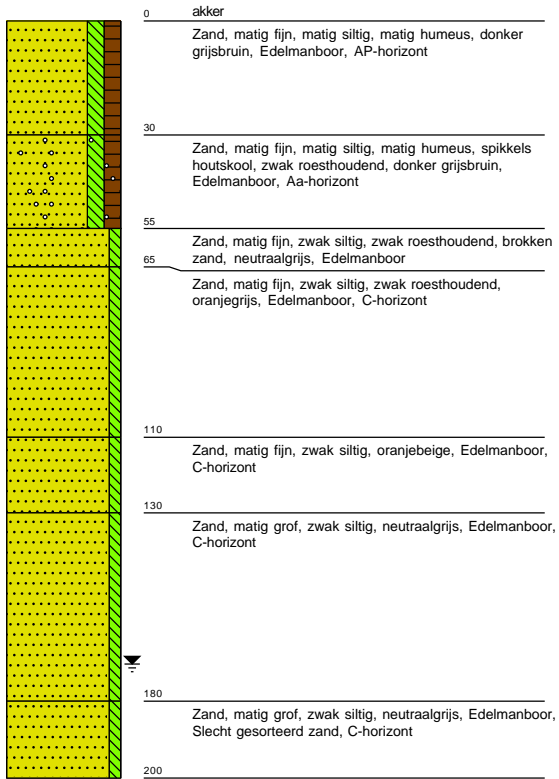 0
akker
Zand, matig fijn, matig siltig, matig humeus, donker
grijsbruin, Edelmanboor, AP-horizont
30
Zand, matig fijn, matig siltig, matig humeus, spikkels
houtskool, zwak roesthoudend, donker grijsbruin,
Edelmanboor, Aa-horizont
55
Zand, matig fijn, zwak siltig, zwak roesthoudend, brokken
zand, neutraalgrijs, Edelmanboor
65
Zand, matig fijn, zwak siltig, zwak roesthoudend,
oranjegrijs, Edelmanboor, C-horizont
110
Zand, matig fijn, zwak siltig, oranjebeige, Edelmanboor,
C-horizont
130
Zand, matig grof, zwak siltig, neutraalgrijs, Edelmanboor,
C-horizont
180
Zand, matig grof, zwak siltig, neutraalgrijs, Edelmanboor,
Slecht gesorteerd zand, C-horizont
200